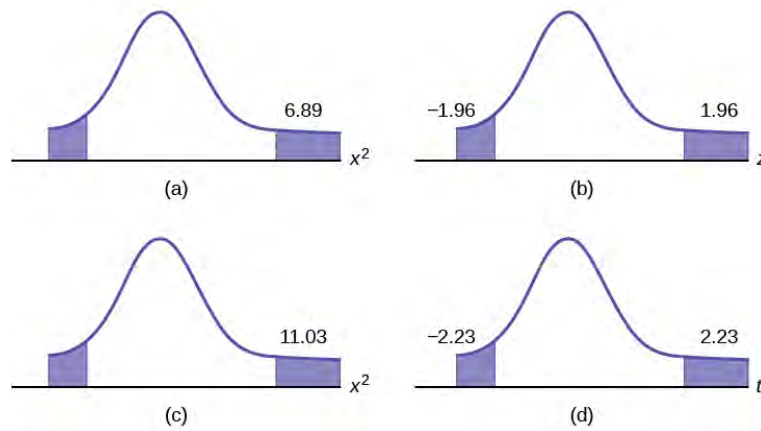 6.89
x²
(a)
−1.96 1.96
z
(b)
11.03
x²
(c)
−2.23 2.23
t
(d)